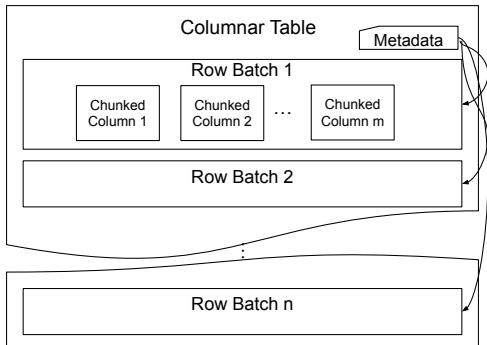 Columnar Table
Metadata
Row Batch 1
Chunked
Column 1
Chunked
Column 2
...
Chunked
Column m
Row Batch 2
⋮
Row Batch n